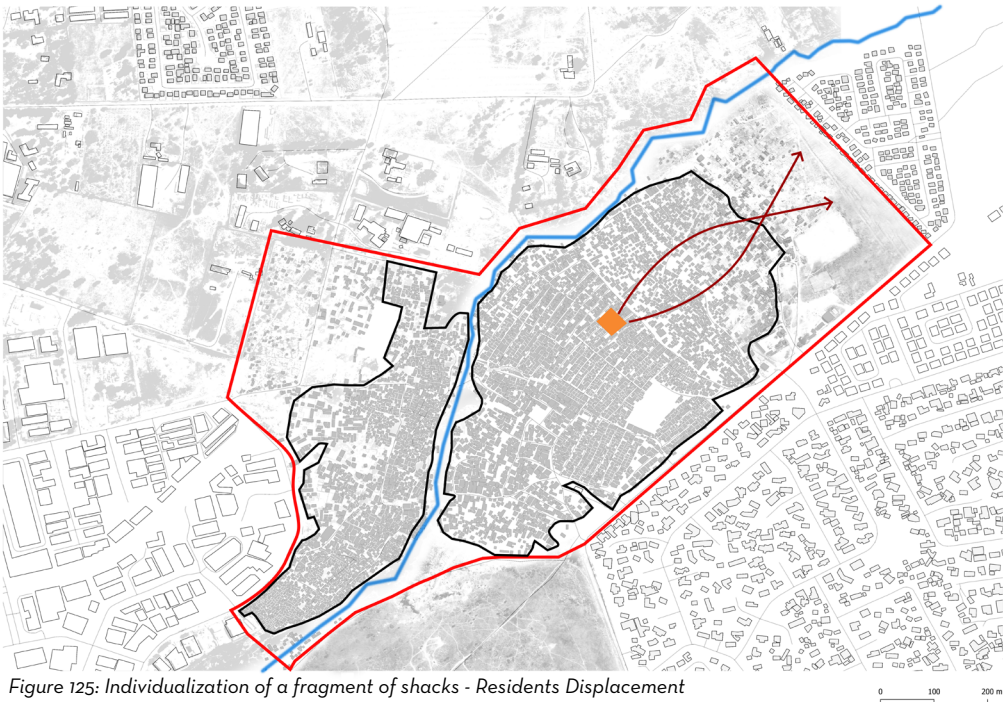 Figure 125: Individualization of a fragment of shacks - Residents Displacement
0 100 200 m